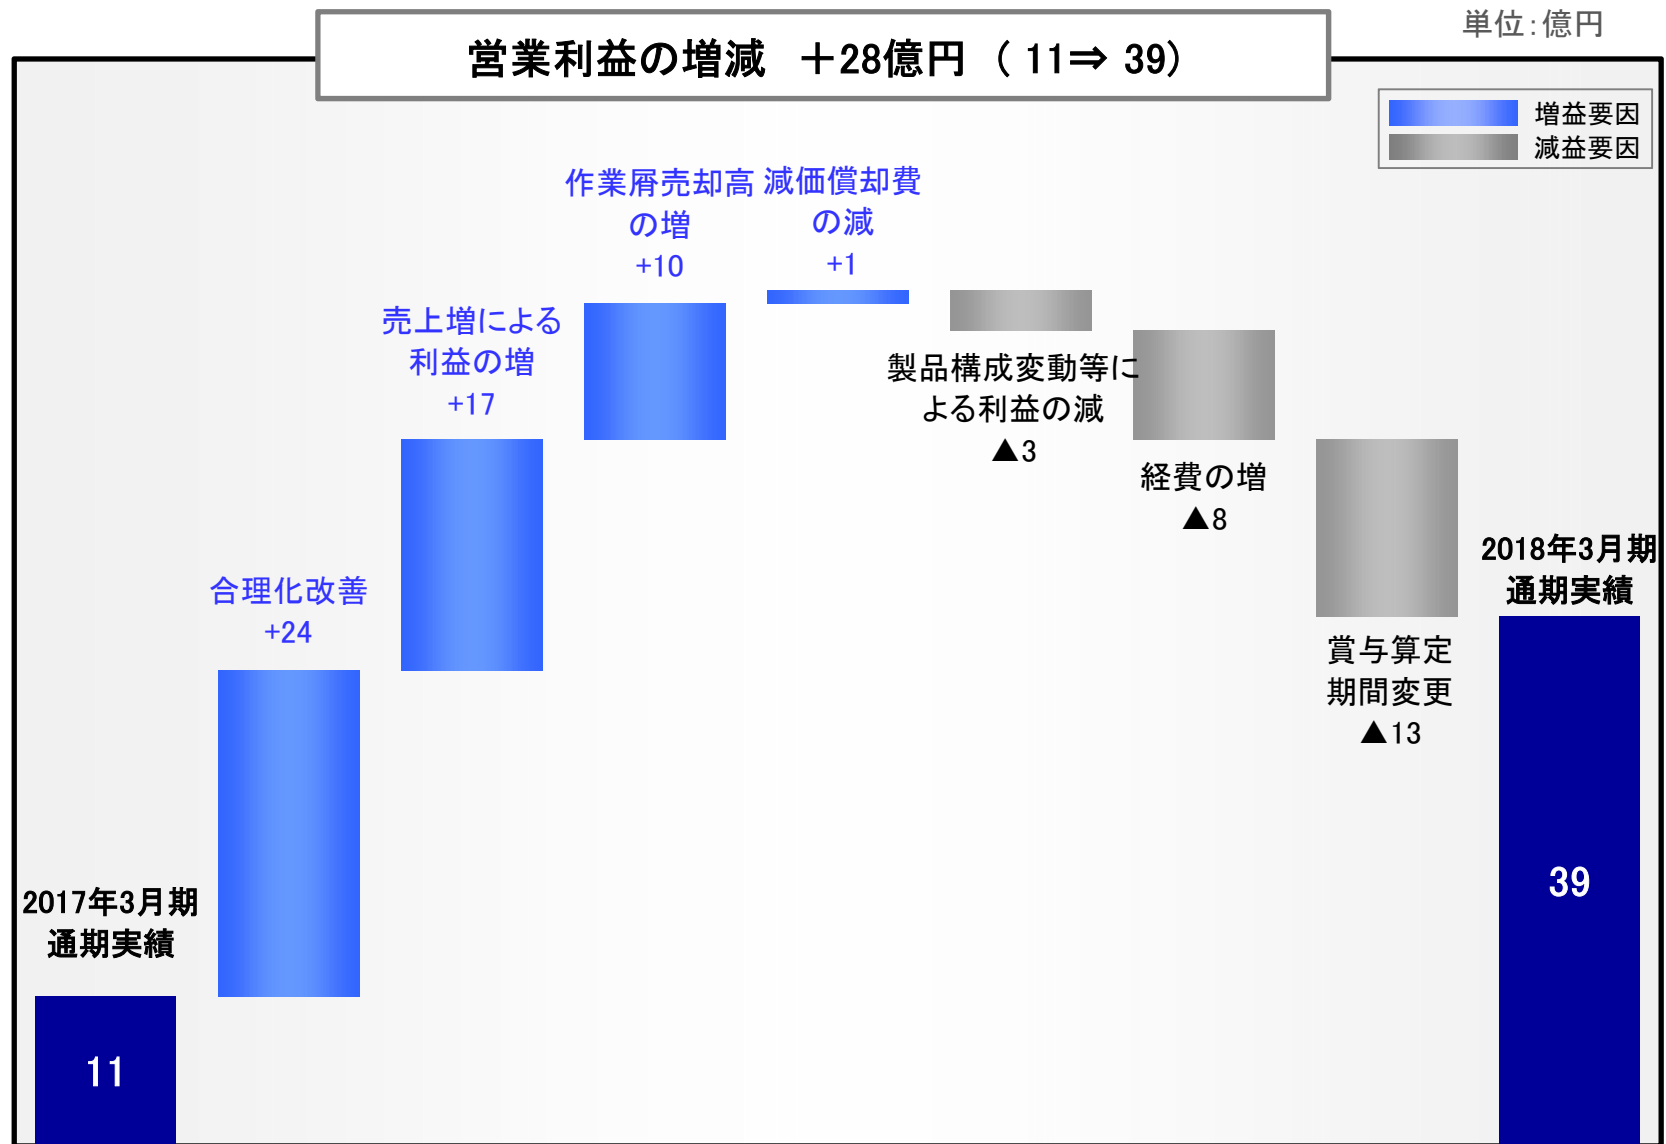 単位：億円
営業利益の増減　＋28億円 （ 11⇒ 39）
増益要因
減益要因
2017年3月期
通期実績
11
合理化改善
+24
売上増による
利益の増
+17
作業屑売却高
の増
+10
減価償却費
の減
+1
製品構成変動等に
よる利益の減
▲3
経費の増
▲8
賞与算定
期間変更
▲13
2018年3月期
通期実績
39